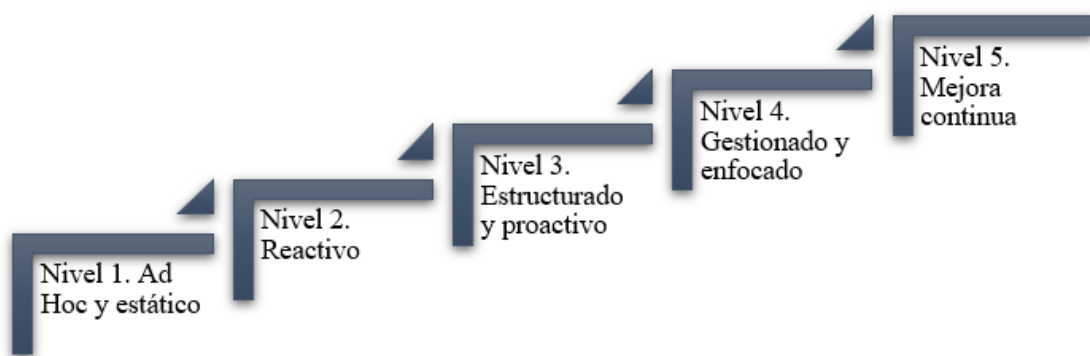 Nivel 1. Ad
Hoc y estático
Nivel 2.
Reactivo
Nivel 3.
Estructurado
y proactivo
Nivel 4.
Gestionado y
enfocado
Nivel 5.
Mejora
continua